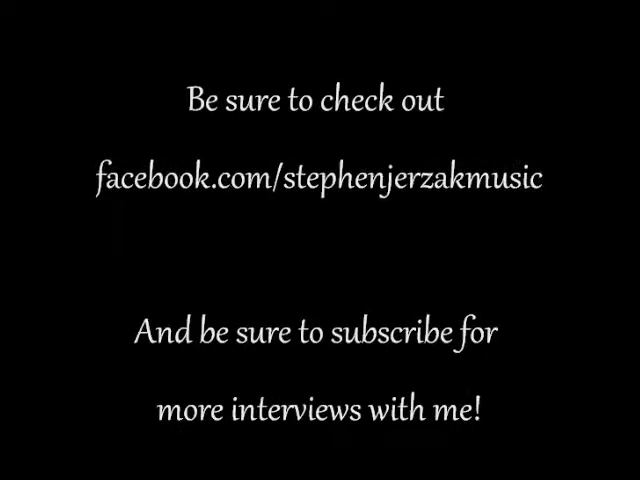 Be sure to check out
facebook.com/stephenjerzakmusic
And be sure to subscribe for
more interviews with me!